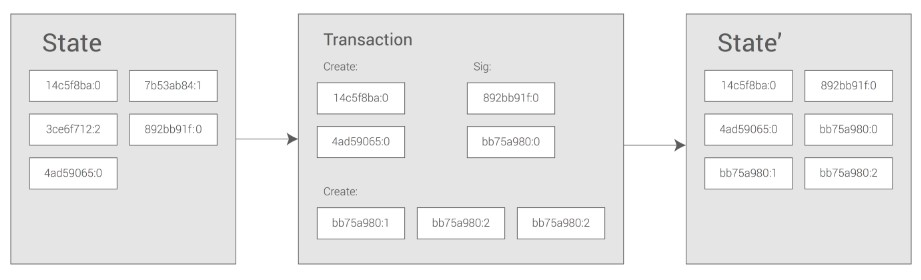 State
14c5f8ba:0 7b53ab84:1
3ce6f712:2 892bb91f:0
4ad59065:0
Transaction
Create: Sig:
14c5f8ba:0 892bb91f:0
4ad59065:0 bb75a980:0
Create:
bb75a980:1 bb75a980:2 bb75a980:2
State’
14c5f8ba:0 892bb91f:0
4ad59065:0 bb75a980:0
bb75a980:1 bb75a980:2